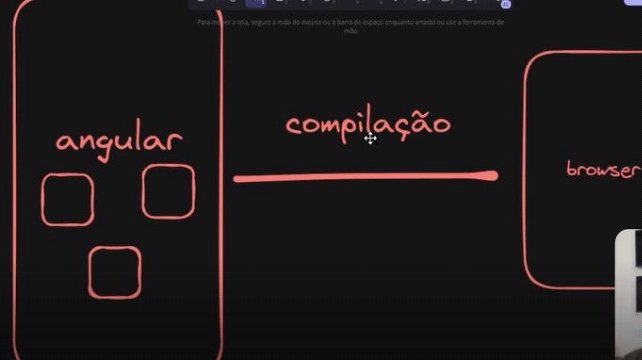 Para mover a tela, segure a roda do mouse ou a barra de espaço enquanto arrasta ou use a ferramenta de
mão
compilação
angular
browser